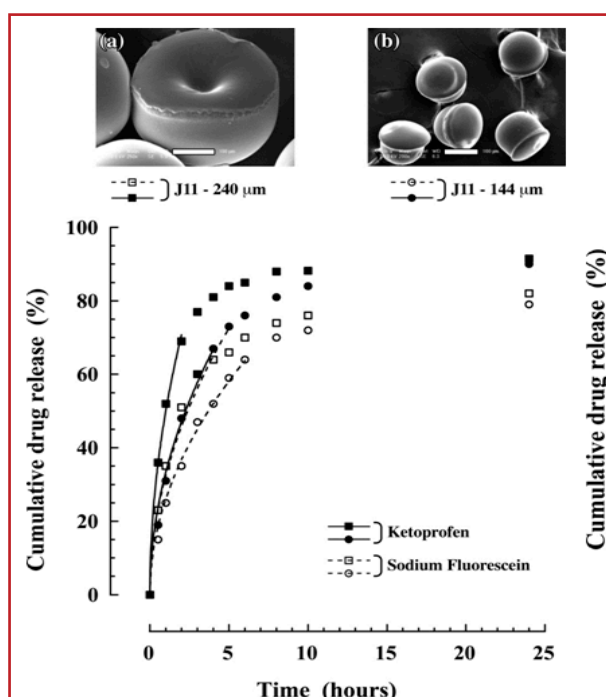 (a)
(b)
J11 - 240 μm
J11 - 144 μm
Cumulative drug release (%)
100
80
60
40
20
0
Ketoprofen
Sodium Fluorescein
0
5
10
15
20
25
Time (hours)
Cumulative drug release (%)